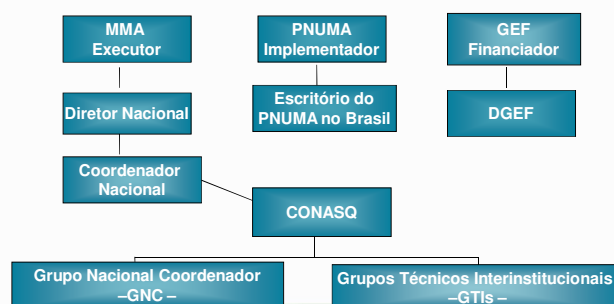 MMA
Executor
PNUMA
Implementador
GEF
Financiador
Diretor Nacional
Escritório do
PNUMA no Brasil
DGEF
Coordenador
Nacional
CONASQ
Grupo Nacional Coordenador
–GNC –
Grupos Técnicos Interinstitucionais
–GTIs –